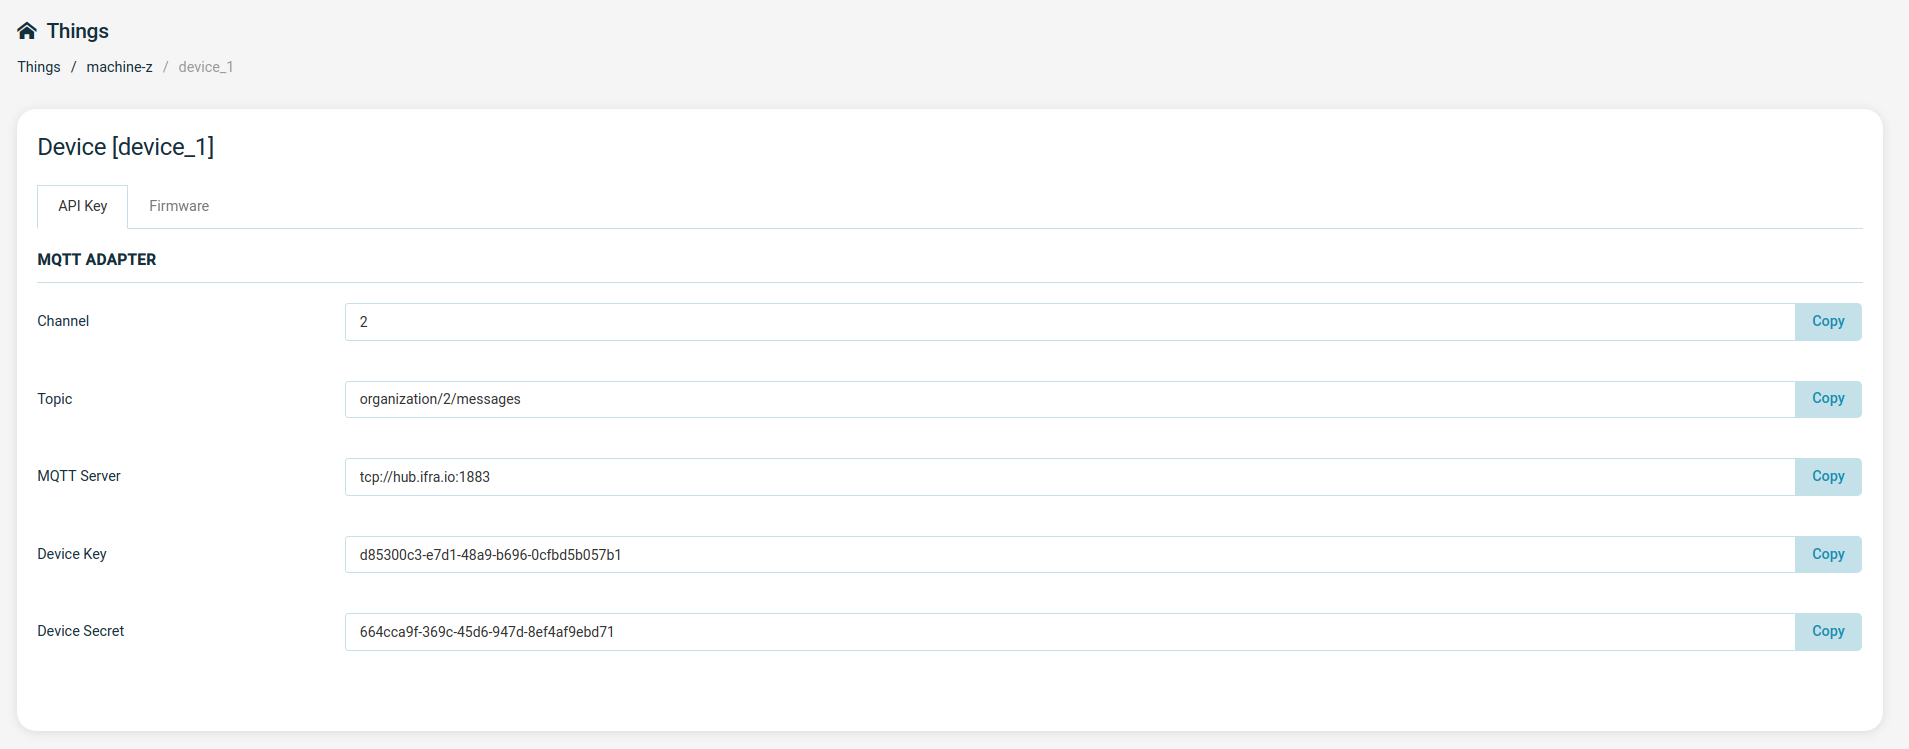 Things
Things / machine-z / device_1
Device [device_1]
API Key Firmware
MQTT ADAPTER
Channel 2 Copy
Topic organization/2/messages Copy
MQTT Server tcp://hub.ifra.io:1883 Copy
Device Key d85300c3-e7d1-48a9-b696-0cfbd5b057b1 Copy
Device Secret 664cca9f-369c-45d6-947d-8ef4af9ebd71 Copy